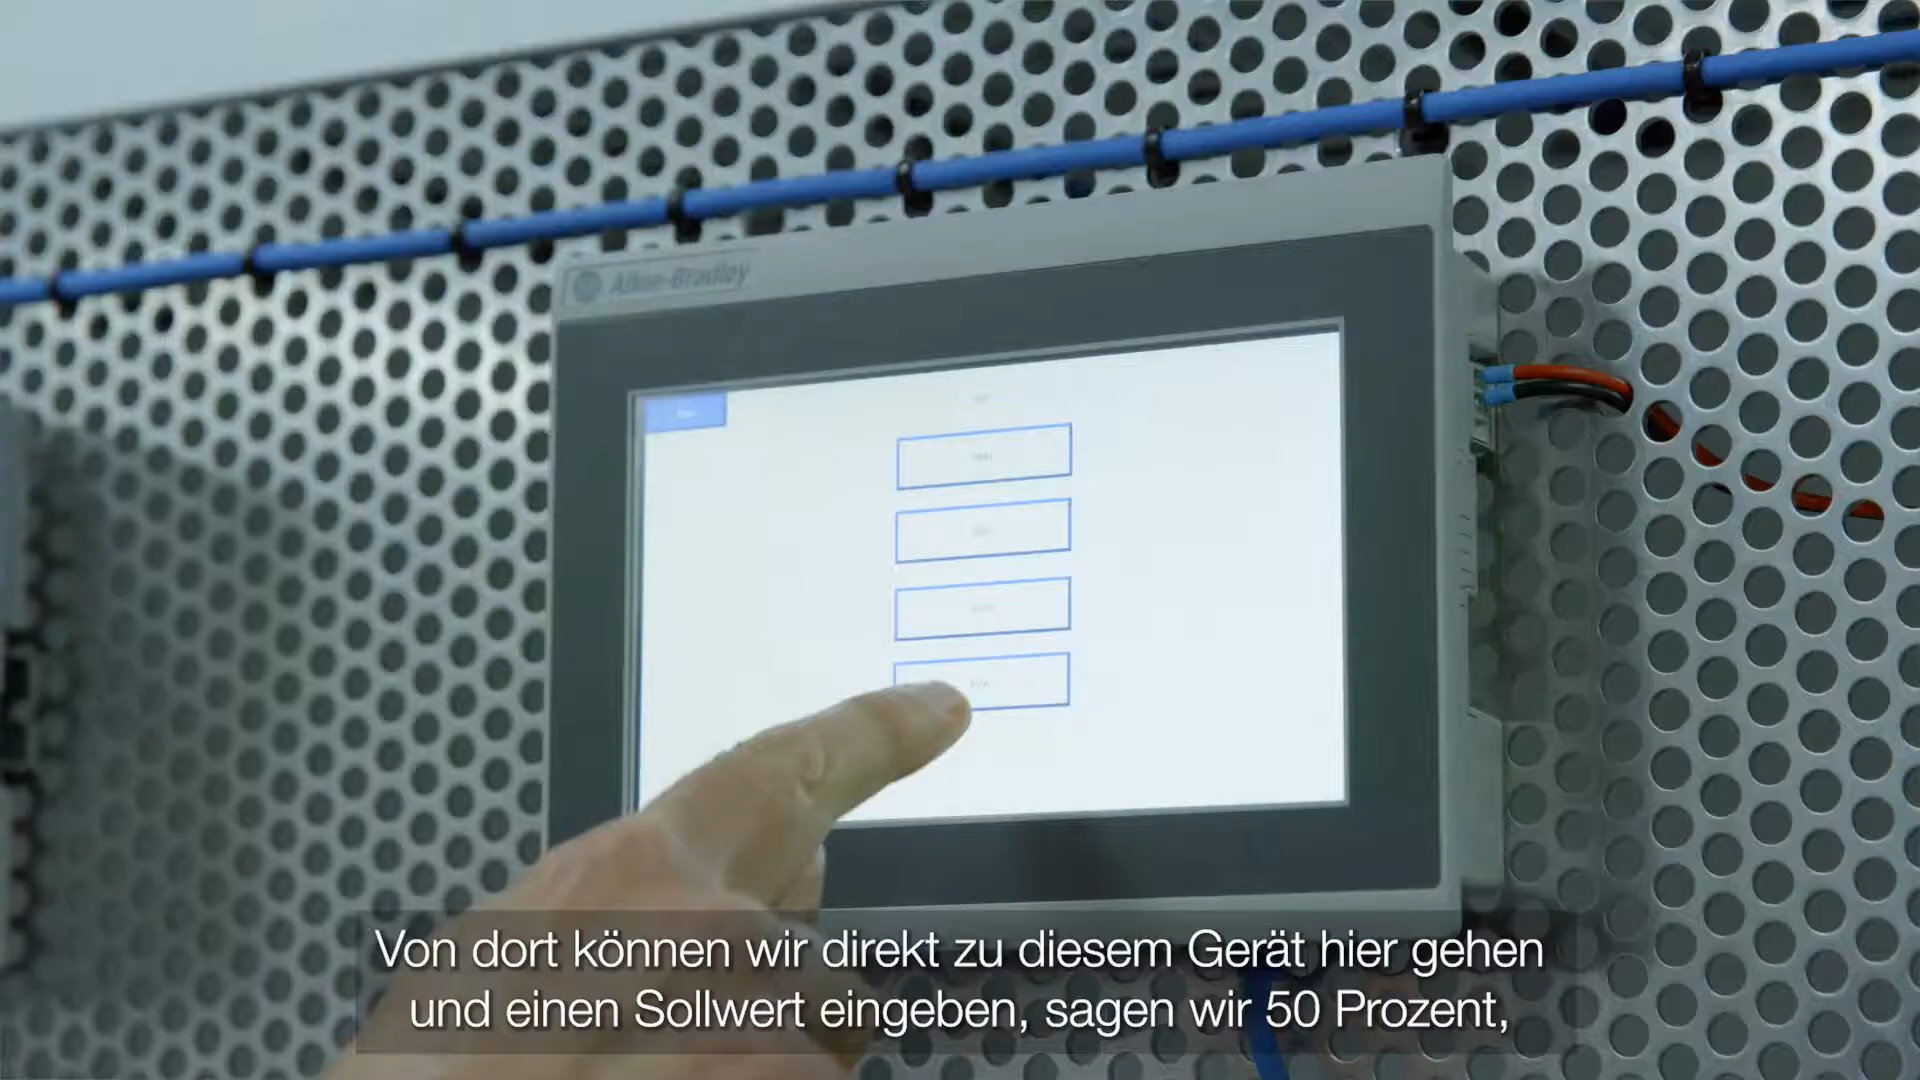 Allen-Bradley
Von dort können wir direkt zu diesem Gerät hier gehen
und einen Sollwert eingeben, sagen wir 50 Prozent,